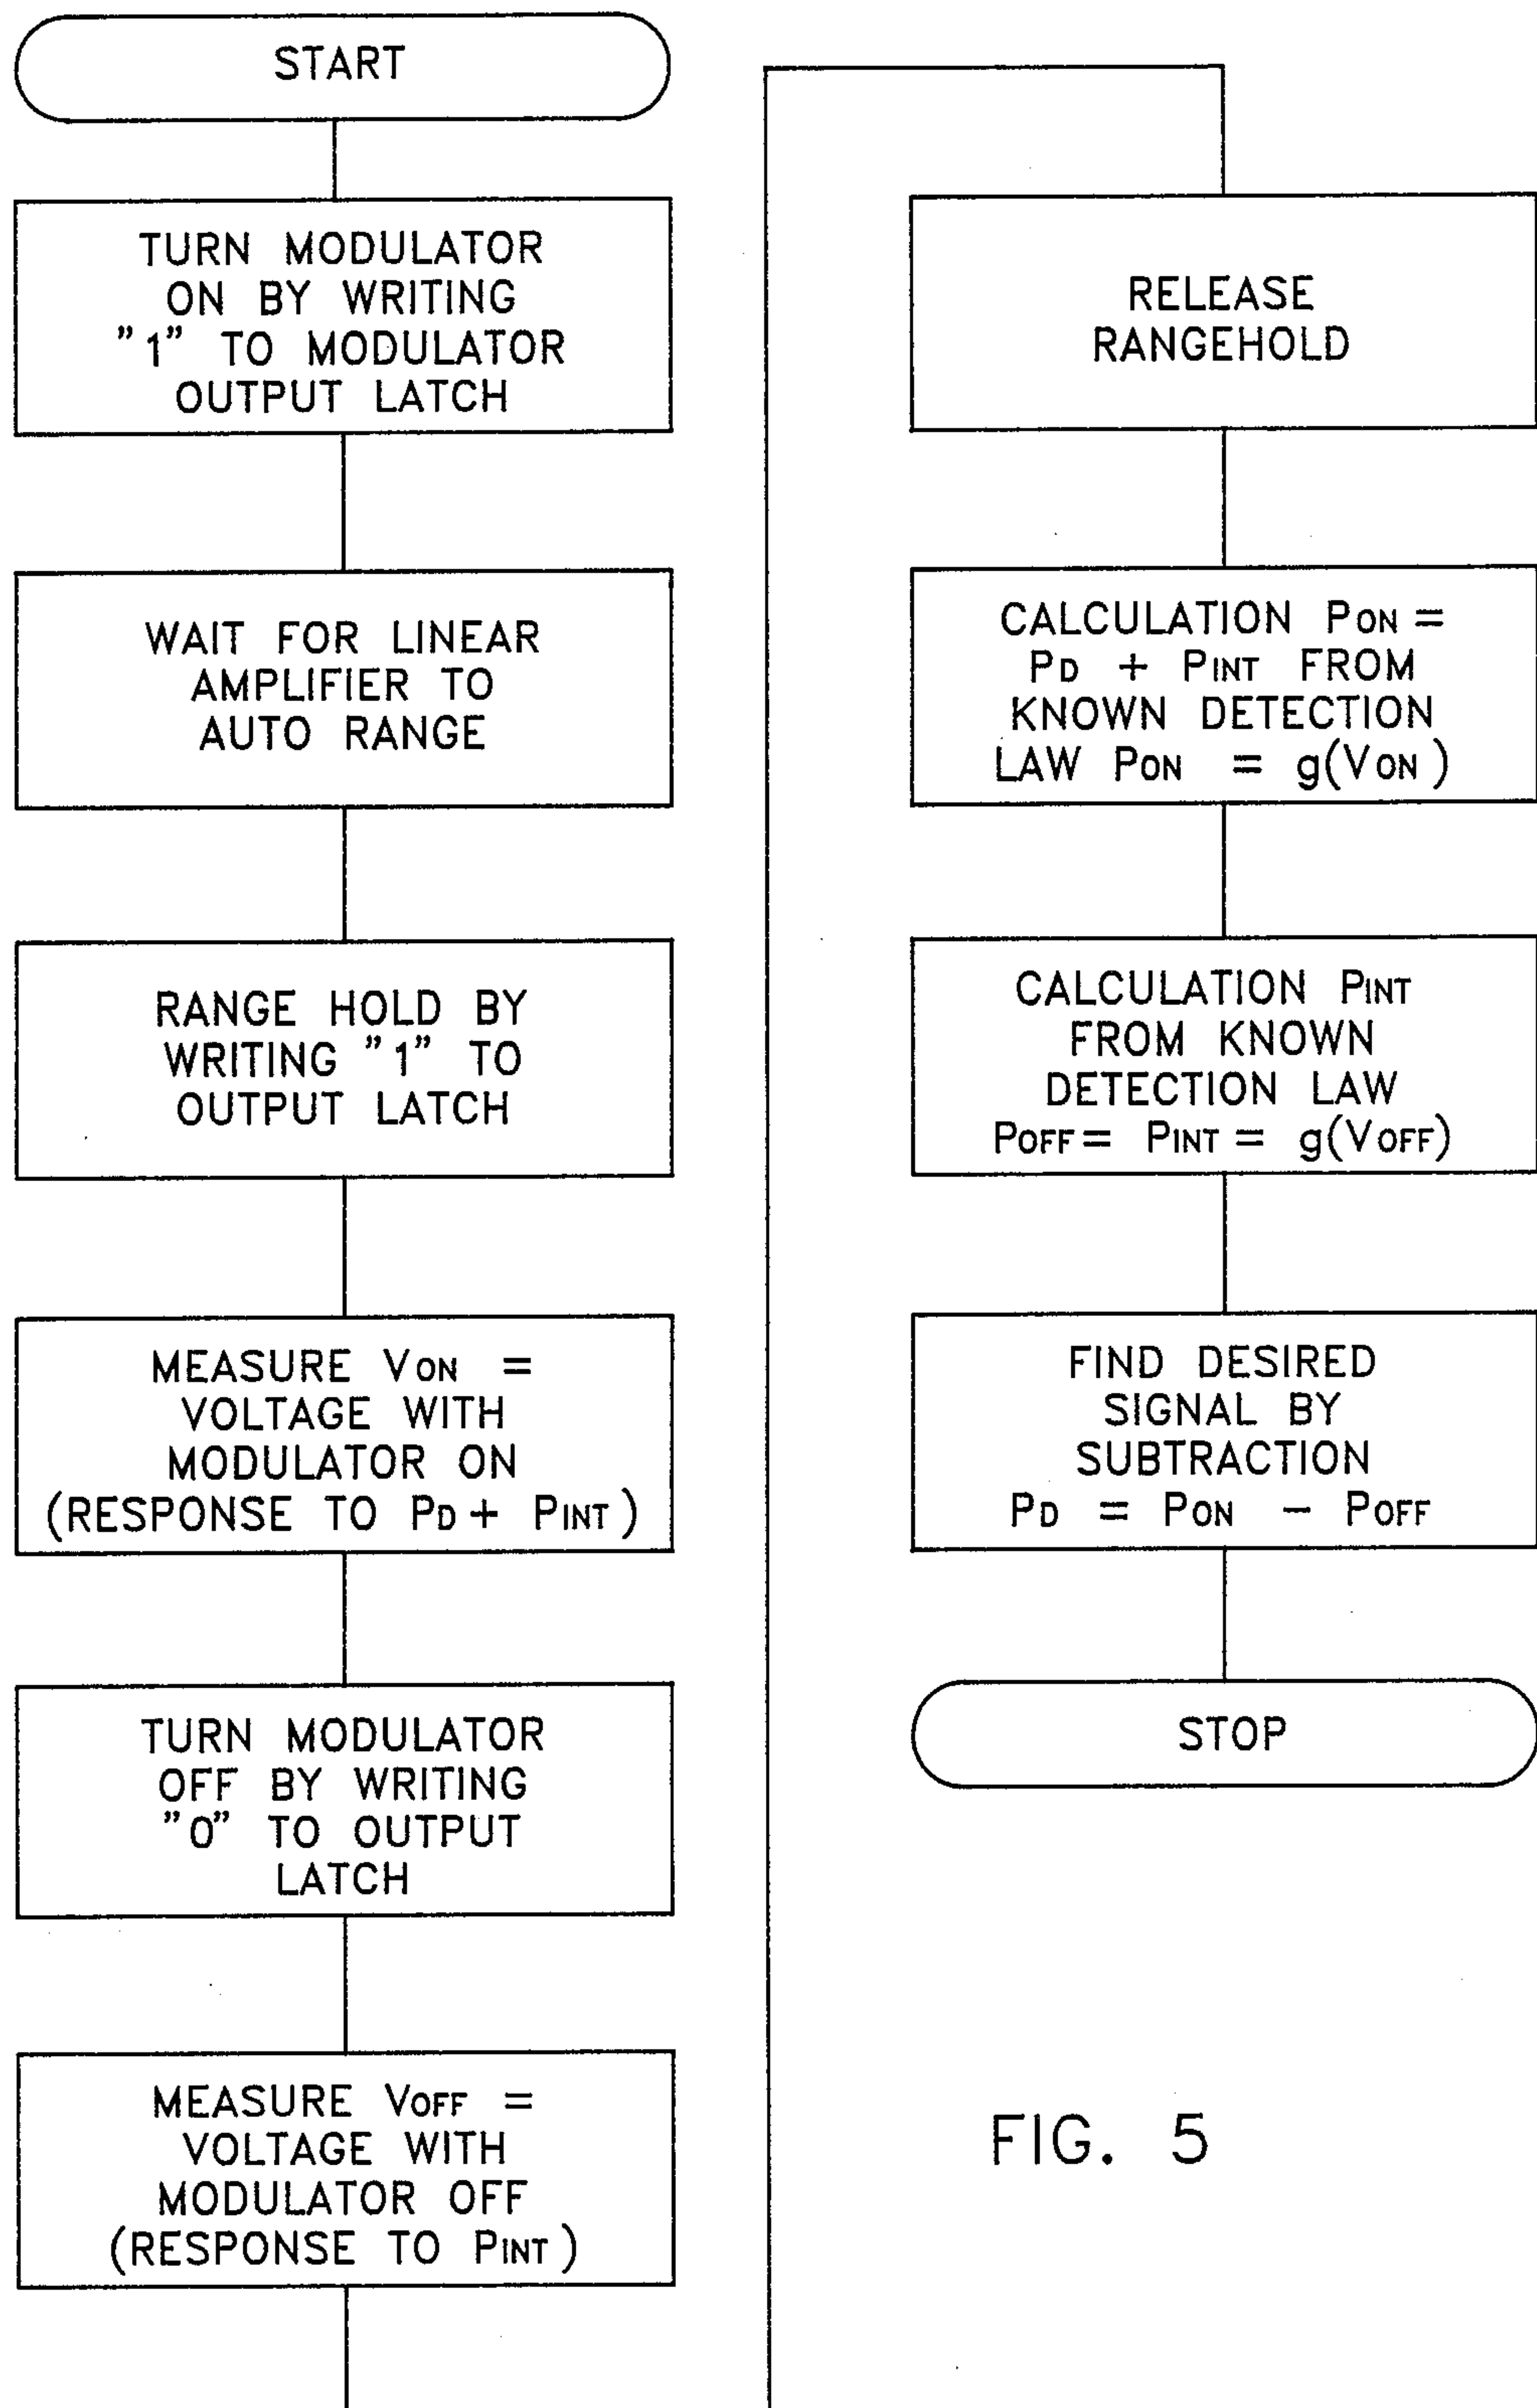 START
TURN MODULATOR
ON BY WRITING
"1" TO MODULATOR
OUTPUT LATCH
WAIT FOR LINEAR
AMPLIFIER TO
AUTO RANGE
RANGE HOLD BY
WRITING "1" TO
OUTPUT LATCH
MEASURE VON =
VOLTAGE WITH
MODULATOR ON
(RESPONSE TO PD + PINT)
TURN MODULATOR
OFF BY WRITING
"0" TO OUTPUT
LATCH
MEASURE VOFF =
VOLTAGE WITH
MODULATOR OFF
(RESPONSE TO PINT)
RELEASE
RANGEHOLD
CALCULATION PON =
PD + PINT FROM
KNOWN DETECTION
LAW PON = g(VON)
CALCULATION PINT
FROM KNOWN
DETECTION LAW
POFF = PINT = g(VOFF)
FIND DESIRED
SIGNAL BY
SUBTRACTION
PD = PON - POFF
STOP
FIG. 5